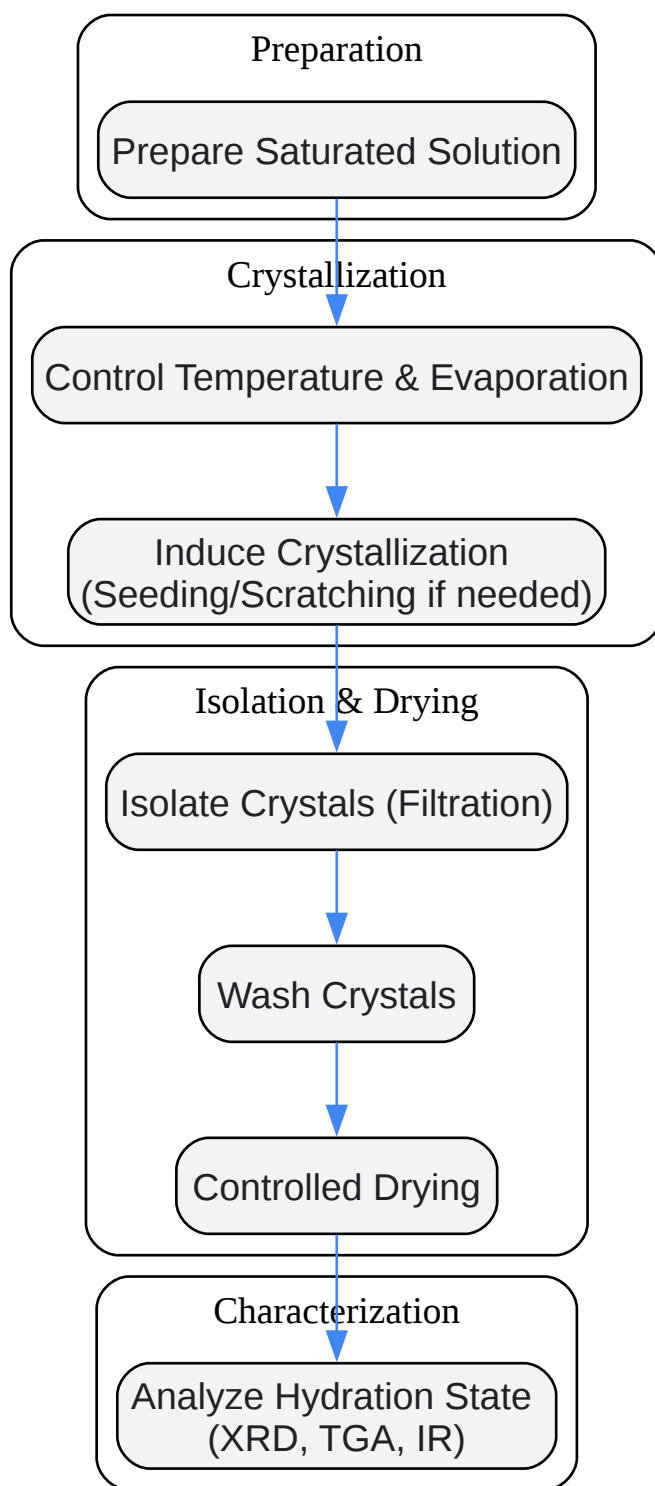 Preparation
Prepare Saturated Solution
Crystallization
Control Temperature & Evaporation
Induce Crystallization
(Seeding/Scratching if needed)
Isolation & Drying
Isolate Crystals (Filtration)
Wash Crystals
Controlled Drying
Characterization
Analyze Hydration State
(XRD, TGA, IR)